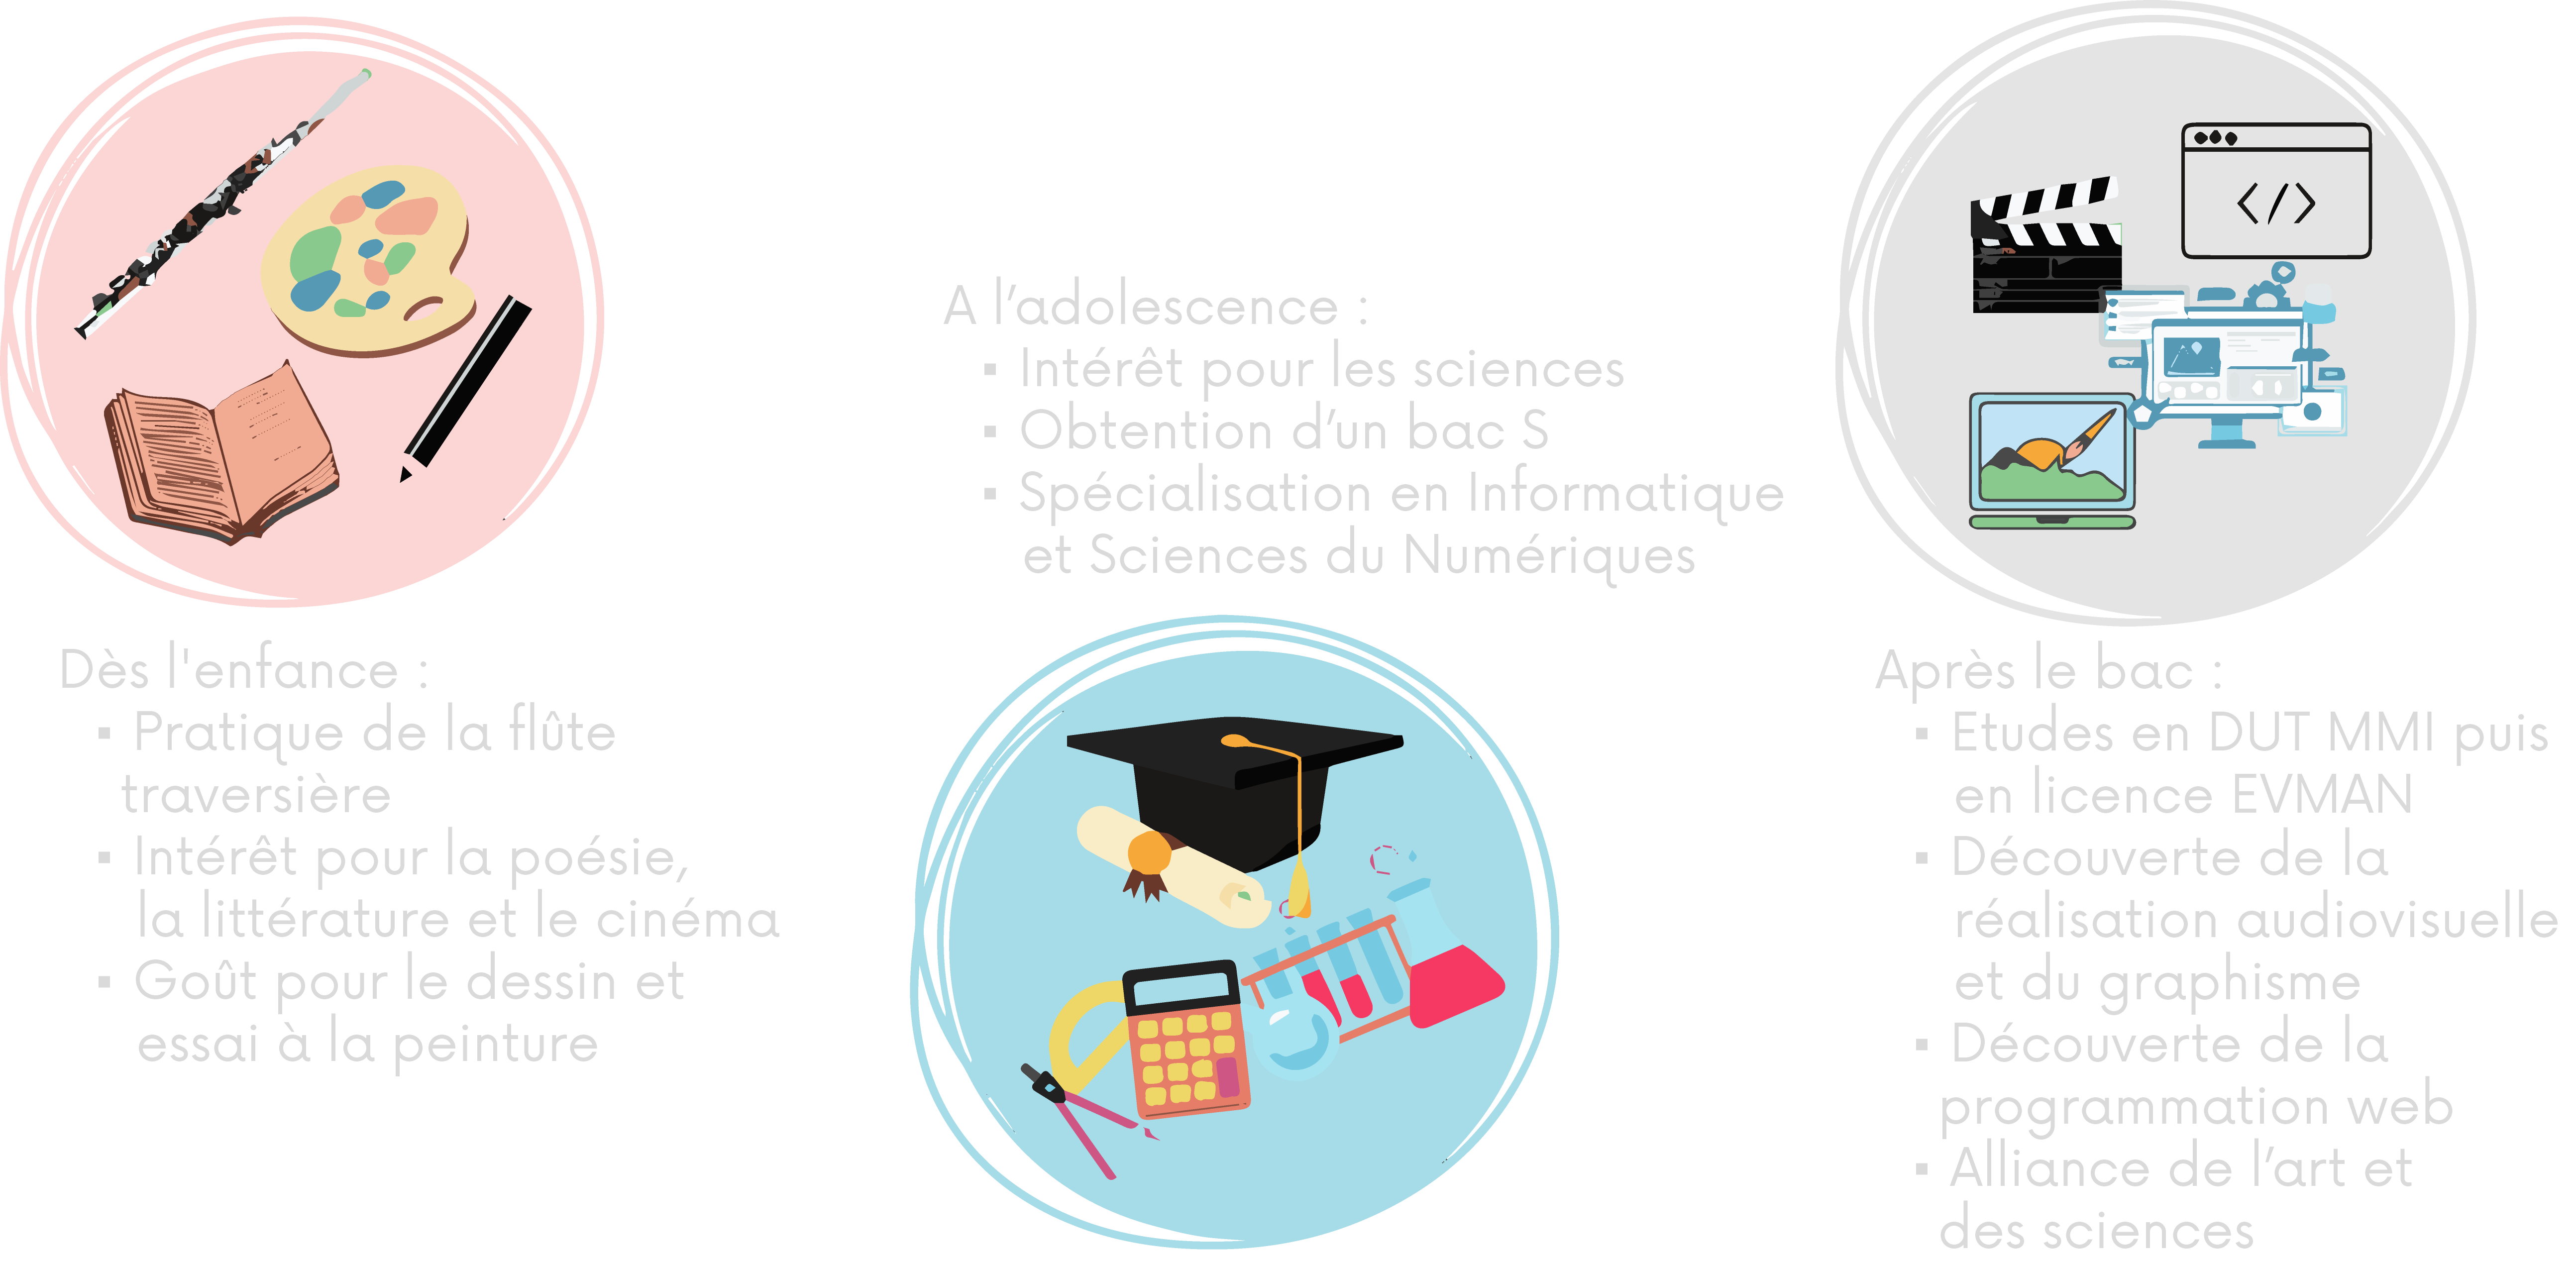 Dès l'enfance :
▪ Pratique de la flûte
traversière
▪ Intérêt pour la poésie,
la littérature et le cinéma
▪ Goût pour le dessin et
essai à la peinture
A l’adolescence :
▪ Intérêt pour les sciences
▪ Obtention d’un bac S
▪ Spécialisation en Informatique
et Sciences du Numériques
</>
Après le bac :
▪ Etudes en DUT MMI puis
en licence EVMAN
▪ Découverte de la
réalisation audiovisuelle
et du graphisme
▪ Découverte de la
programmation web
▪ Alliance de l’art et
des sciences